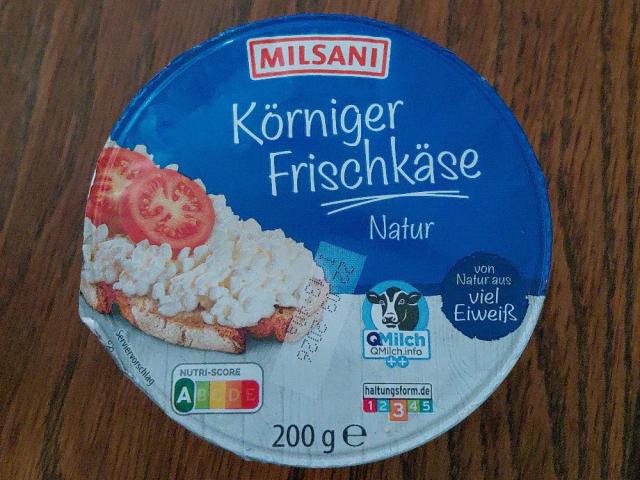 MILSANI
Körniger
Frischkäse
Natur
von
Natur aus
viel
Eiweiß
QMilch
QMilch.info
++
Serviervorschlag
NUTRI-SCORE
A B C D E
haltungsform.de
1 2 3 4 5
200 g ℮